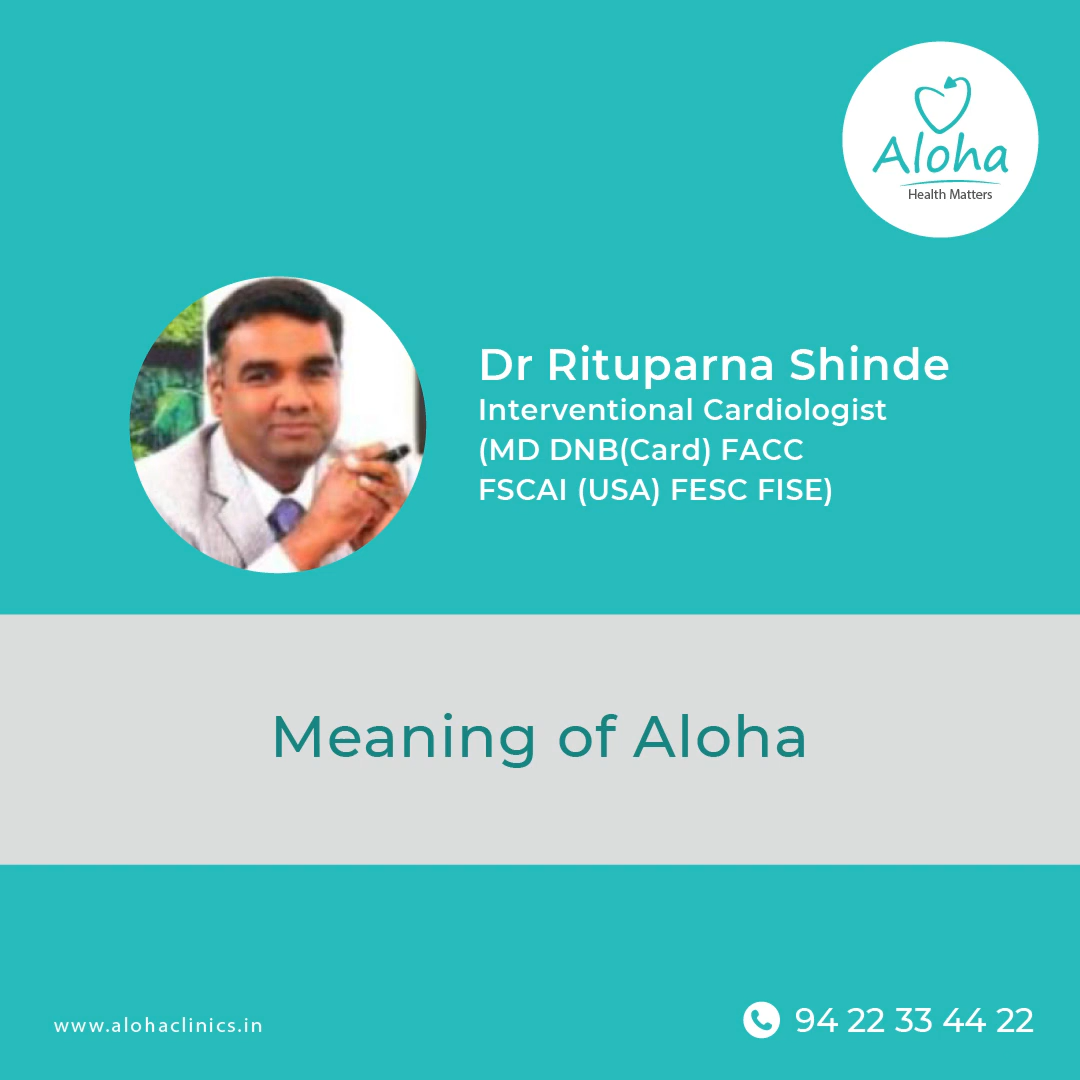 Aloha
Health Matters
Dr Rituparna Shinde
Interventional Cardiologist
(MD DNB(Card) FACC
FSCAI (USA) FESC FISE)
Meaning of Aloha
www.alohaclinics.in
94 22 33 44 22